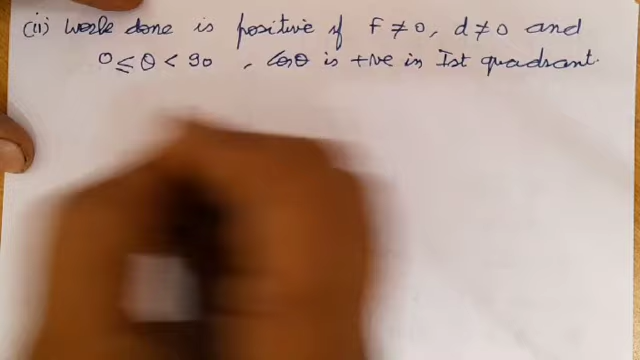 (ii) Work done is positive if F ≠ 0, d ≠ 0 and
0 ≤ θ < 90 , Cosθ is +ve in Ist quadrant.